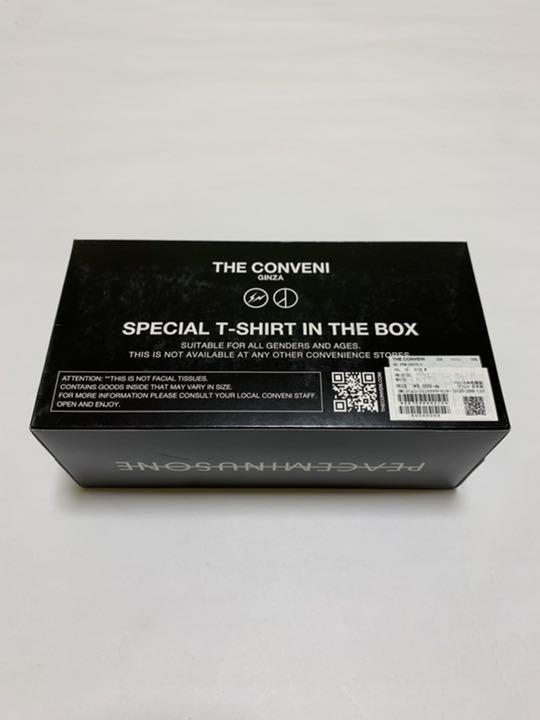 THE CONVENI
GINZA
SPECIAL T-SHIRT IN THE BOX
SUITABLE FOR ALL GENDERS AND AGES.
THIS IS NOT AVAILABLE AT ANY OTHER CONVENIENCE STORES.
ATTENTION: **THIS IS NOT FACIAL TISSUES.
CONTAINS GOODS INSIDE THAT MAY VARY IN SIZE.
FOR MORE INFORMATION PLEASE CONSULT YOUR LOCAL CONVENI STAFF.
OPEN AND ENJOY.
THE CONVENI
PEACEMINUSONE